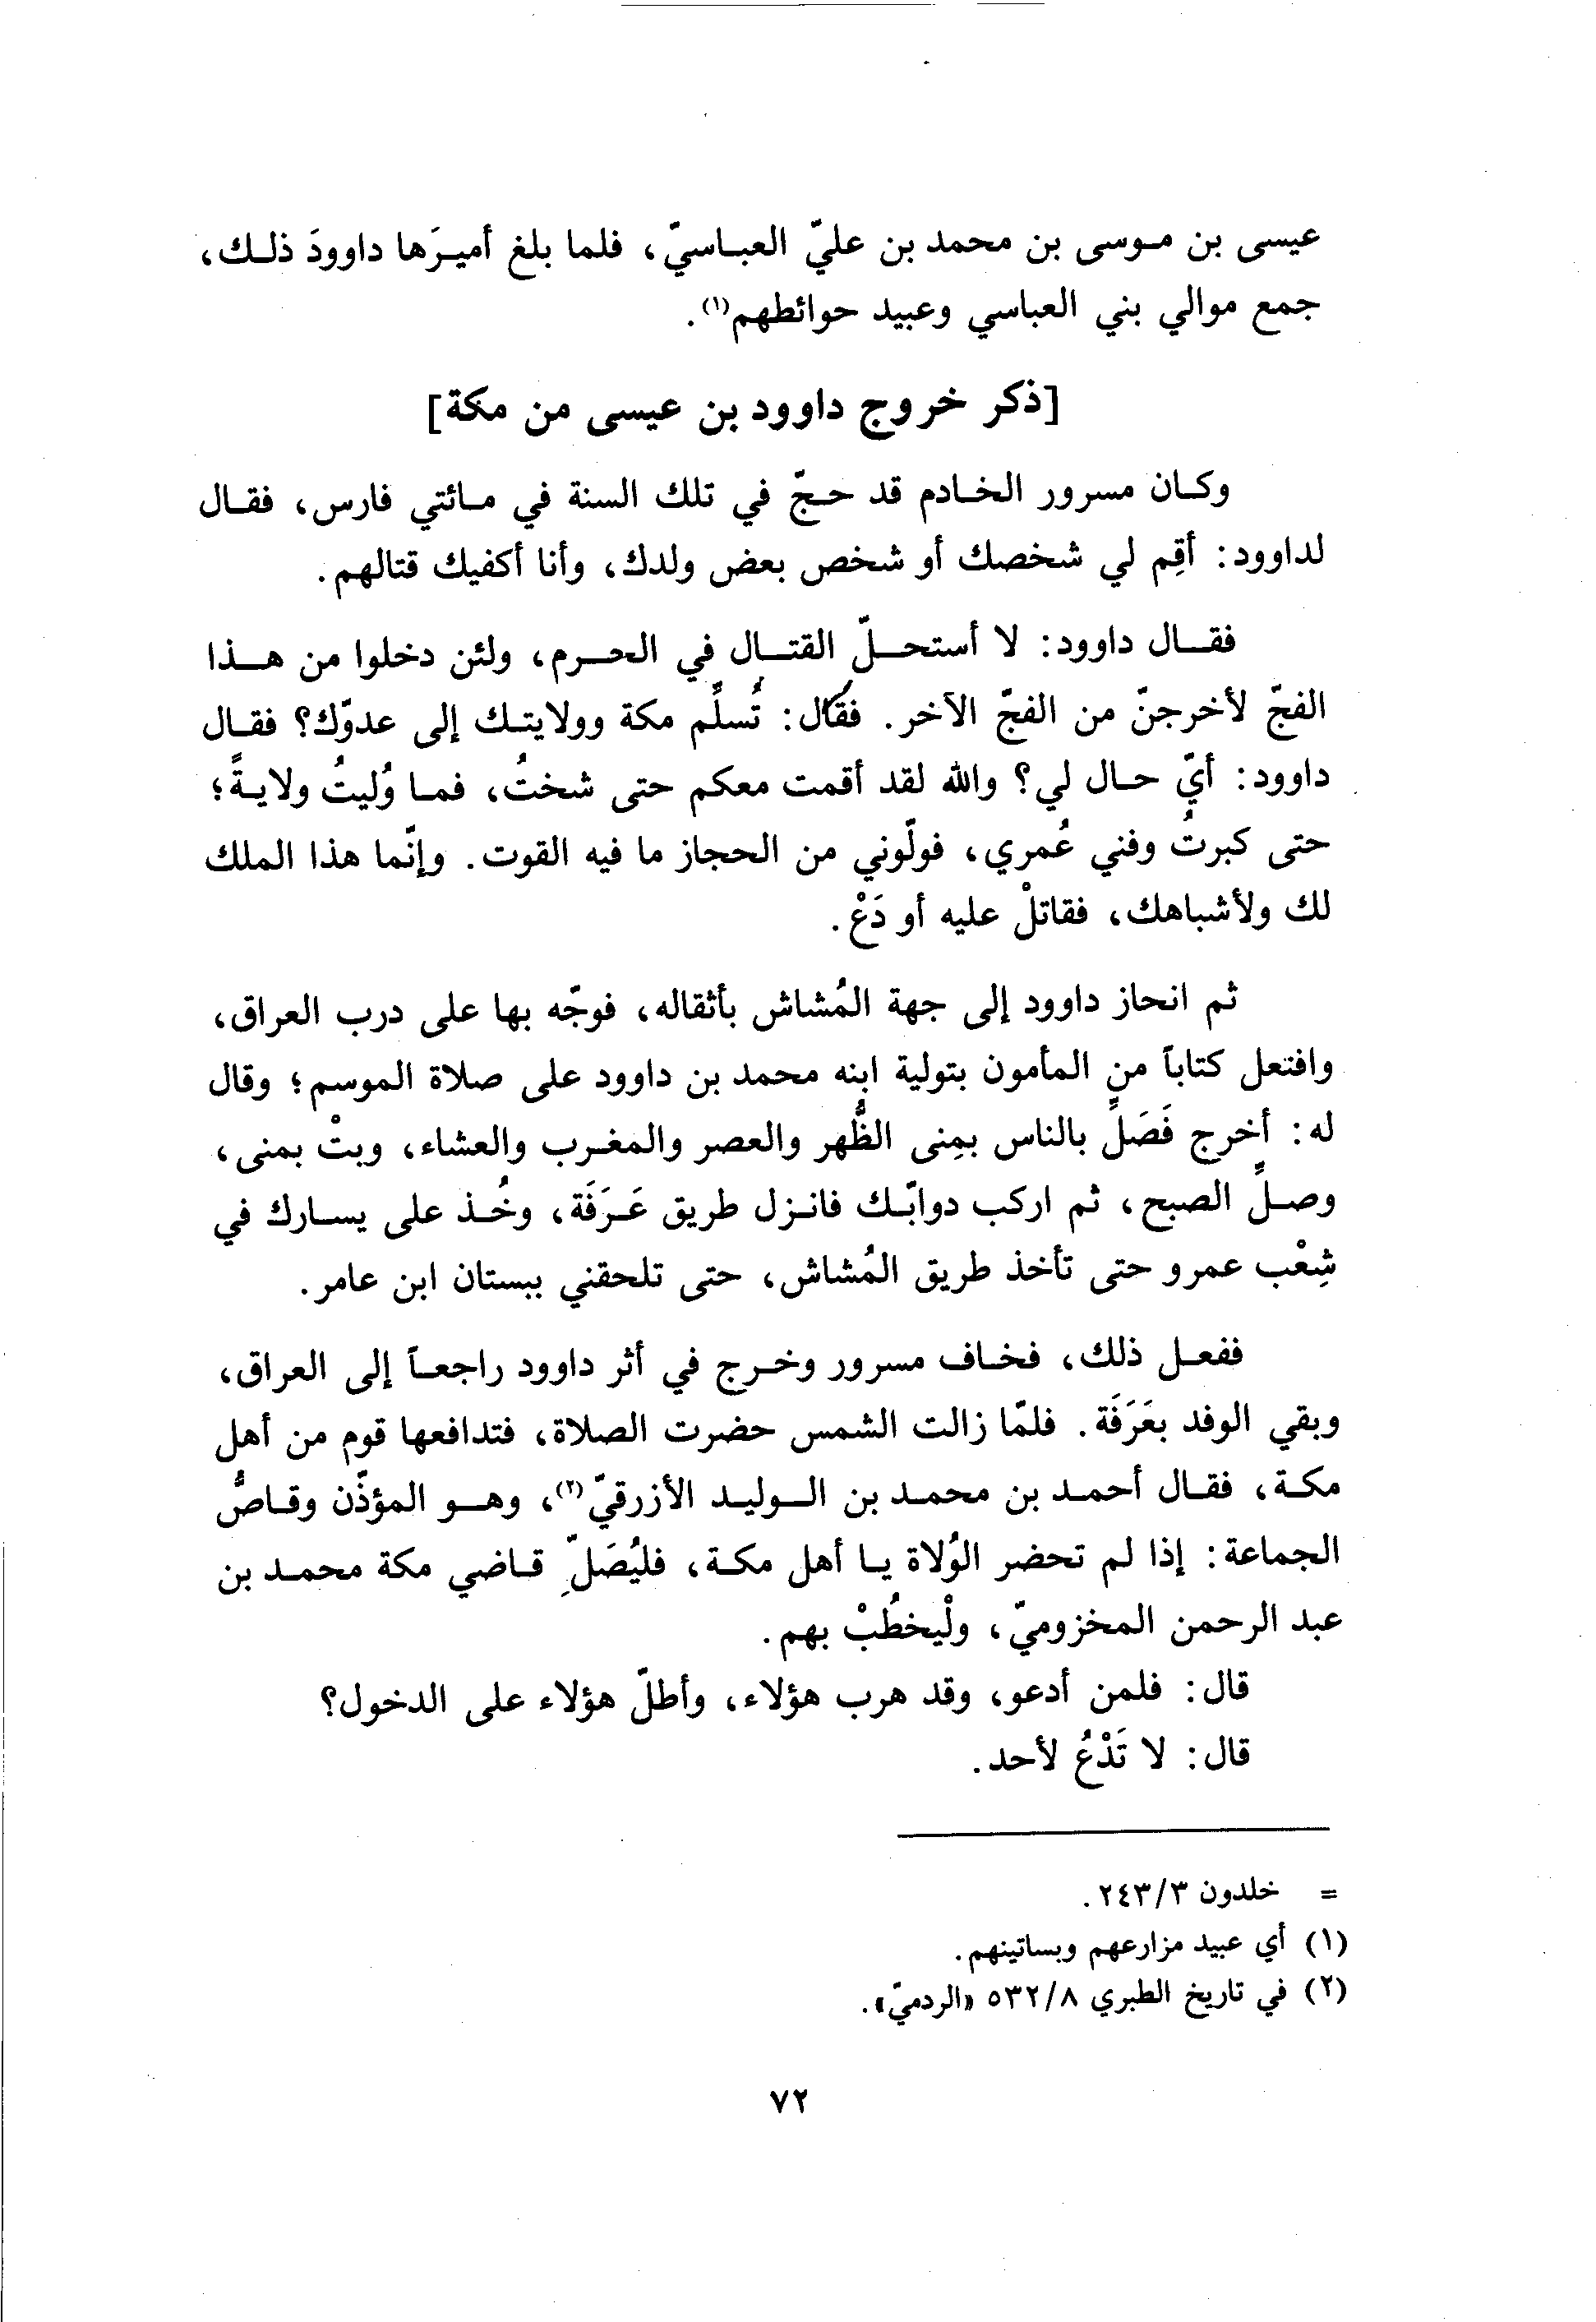 عيسى بن موسى بن محمد بن عليّ العباسيّ، فلما بلغ أميرَها داوودَ ذلك،
جمع موالي بني العباسي وعبيد حوائطهم(١).
[ذكر خروج داوود بن عيسى من مكة]
وكان مسرور الخادم قد حجّ في تلك السنة في مائتي فارس، فقال
لداوود: أقِم لي شخصك أو شخص بعض ولدك، وأنا أكفيك قتالهم.
فقال داوود: لا أستحلّ القتال في الحرم، ولئن دخلوا من هذا
الفجّ لأخرجنّ من الفجّ الآخر. فقال: تُسلِّم مكة وولايتك إلى عدوّك؟ فقال
داوود: أيّ حال لي؟ والله لقد أقمت معكم حتى شختُ، فما وُليتُ ولايةً؛
حتى كبرتُ وفني عُمري، فولّوني من الحجاز ما فيه القوت. وإنّما هذا الملك
لك ولأشباهك، فقاتلْ عليه أو دَعْ.
ثم انحاز داوود إلى جهة المُشاش بأثقاله، فوجّه بها على درب العراق،
وافتعل كتاباً من المأمون بتولية ابنه محمد بن داوود على صلاة الموسم؛ وقال
له: أخرج فَصَلِّ بالناس بمِنى الظُّهر والعصر والمغرب والعشاء، وبتْ بمنى،
وصلِّ الصبح، ثم اركب دوابّك فانزل طريق عَرَفَة، وخُذ على يسارك في
شِعْب عمرو حتى تأخذ طريق المُشاش، حتى تلحقني ببستان ابن عامر.
ففعل ذلك، فخاف مسرور وخرج في أثر داوود راجعاً إلى العراق،
وبقي الوفد بعَرَفَة. فلمّا زالت الشمس حضرت الصلاة، فتدافعها قوم من أهل
مكة، فقال أحمد بن محمد بن الوليد الأزرقيّ(٢)، وهو المؤذّن وقاصُّ
الجماعة: إذا لم تحضر الوُلاة يا أهل مكة، فليُصَلِّ قاضي مكة محمد بن
عبد الرحمن المخزوميّ، ولْيخطُبْ بهم.
قال: فلمن أدعو، وقد هرب هؤلاء، وأطلّ هؤلاء على الدخول؟
قال: لا تَدْعُ لأحد.
= خلدون ٢٤٣/٣.
(١) أي عبيد مزارعهم وبساتينهم.
(٢) في تاريخ الطبري ٥٣٢/٨ «الردميّ».
٧٢